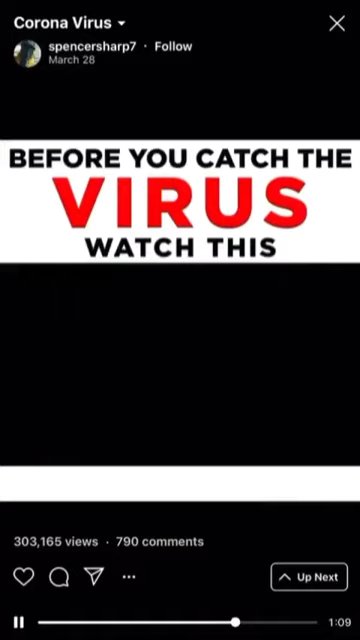 Corona Virus
spencersharp7 · Follow
March 28
BEFORE YOU CATCH THE
VIRUS
WATCH THIS
303,165 views · 790 comments
Up Next
1:09